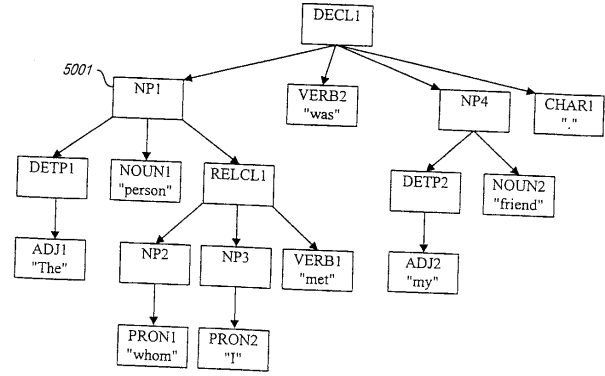 DECL1
5001
NP1
VERB2
"was"
NP4
CHAR1
"."
DETP1
NOUN1
"person"
RELCL1
DETP2
NOUN2
"friend"
ADJ1
"The"
NP2
NP3
VERB1
"met"
ADJ2
"my"
PRON1
"whom"
PRON2
"I"